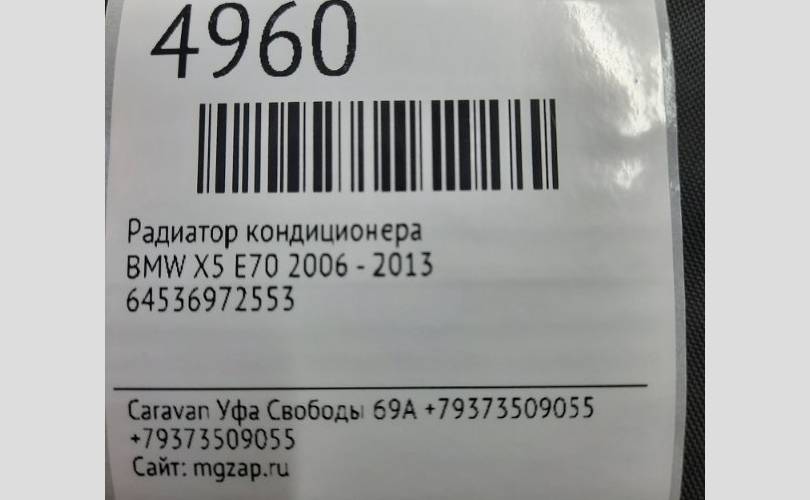 4960
Радиатор кондиционера
BMW X5 E70 2006 - 2013
64536972553
Caravan Уфа Свободы 69А +79373509055
+79373509055
Сайт: mgzap.ru